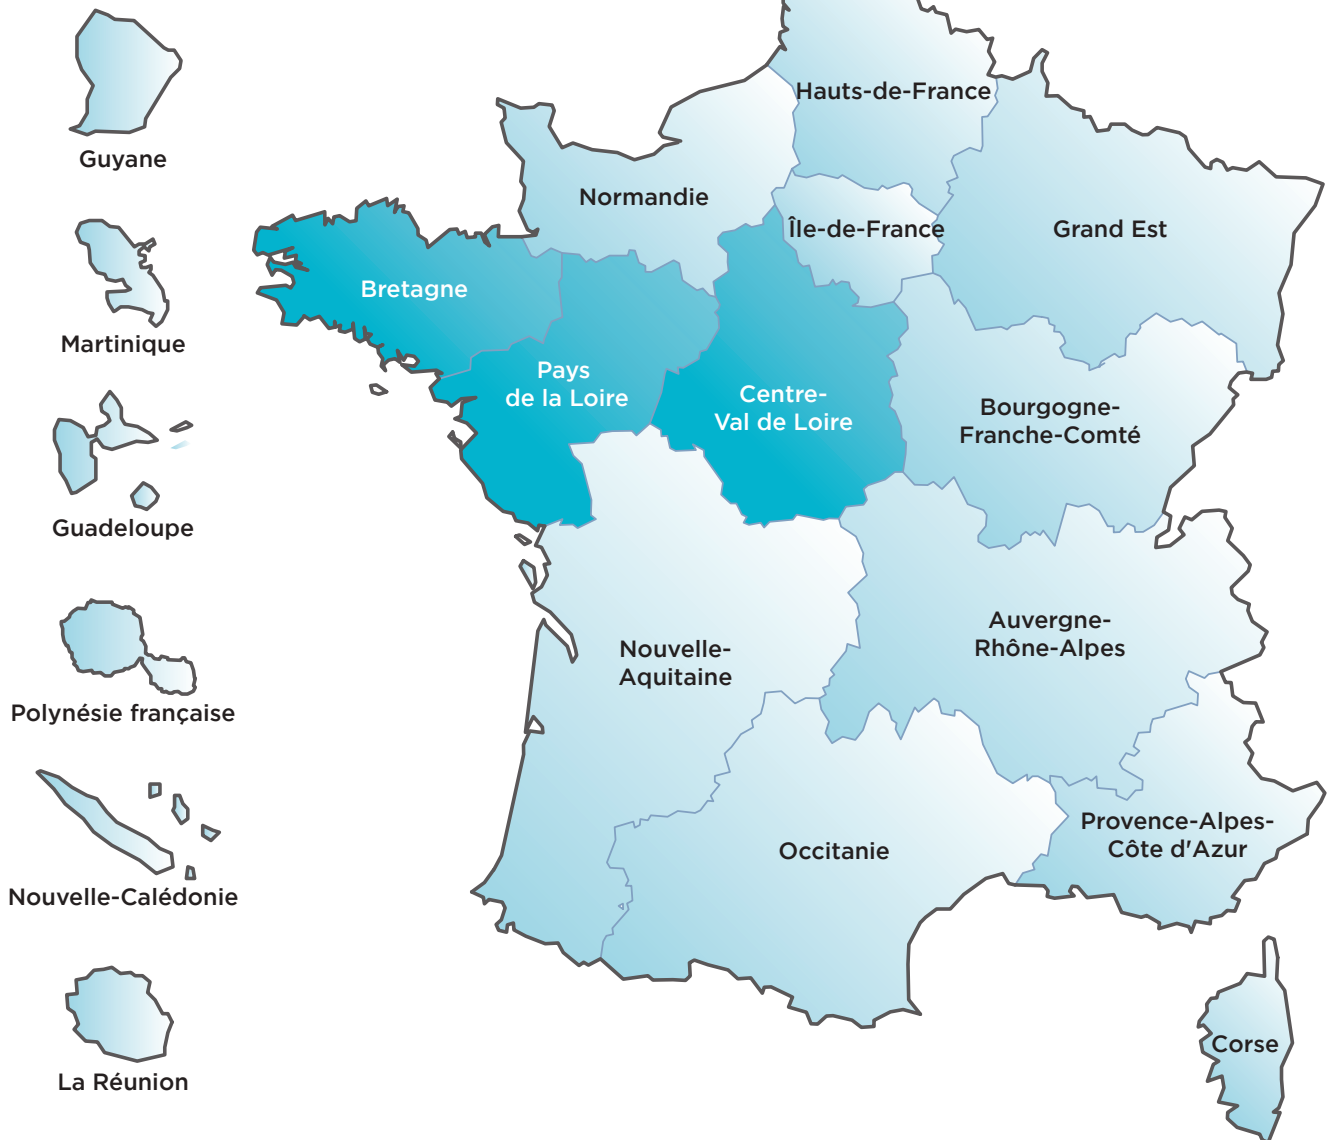 Guyane
Martinique
Guadeloupe
Polynésie française
Nouvelle-Calédonie
La Réunion
Hauts-de-France
Normandie
Île-de-France
Grand Est
Bretagne
Pays
de la Loire
Centre-
Val de Loire
Bourgogne-
Franche-Comté
Nouvelle-
Aquitaine
Auvergne-
Rhône-Alpes
Occitanie
Provence-Alpes-
Côte d'Azur
Corse